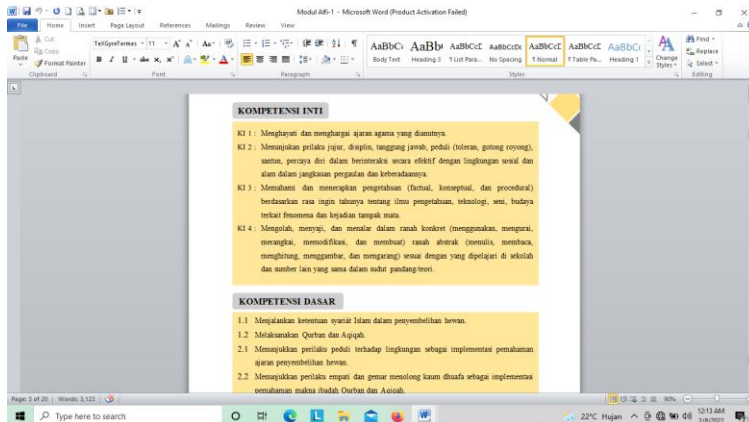 Modul Alfi-1 - Microsoft Word (Product Activation Failed)
File Home Insert Page Layout References Mailings Review View
Paste
Cut
Copy
Format Painter
Clipboard
TeXGyreTermes 11
Font
Paragraph
AaBbCc AaBb AaBbCcD AaBbCcDc AaBbCcD AaBbCcD AaBbCc
Body Text Heading 3 ¶ List Para... No Spacing ¶ Normal ¶ Table Pa... Heading 1
Change Styles
Styles
Find
Replace
Select
Editing
KOMPETENSI INTI
KI 1 : Menghayati dan menghargai ajaran agama yang dianutnya.
KI 2 : Menunjukan prilaku jujur, disiplin, tanggung jawab, peduli (toleran, gotong royong),
santun, percaya diri dalam berinteraksi secara efektif dengan lingkungan sosial dan
alam dalam jangkauan pergaulan dan keberadaannya.
KI 3 : Memahami dan menerapkan pengetahuan (factual, konseptual, dan procedural)
berdasarkan rasa ingin tahunya tentang ilmu pengetahuan, teknologi, seni, budaya
terkait fenomena dan kejadian tampak mata.
KI 4 : Mengolah, menyaji, dan menalar dalam ranah konkret (menggunakan, mengurai,
merangkai, memodifikasi, dan membuat) ranah abstrak (menulis, membaca,
menghitung, menggambar, dan mengarang) sesuai dengan yang dipelajari di sekolah
dan sumber lain yang sama dalam sudut pandang/teori.
KOMPETENSI DASAR
1.1 Menjalankan ketentuan syariat Islam dalam penyembelihan hewan.
1.2 Melaksanakan Qurban dan Aqiqah.
2.1 Menunjukkan perilaku peduli terhadap lingkungan sebagai implementasi pemahaman
ajaran penyembelihan hewan.
2.2 Menunjukkan perilaku empati dan gemar menolong kaum dhuafa sebagai implementasi
pemahaman makna ibadah Qurban dan Aqiqah.
Page: 3 of 20 Words: 3,123 90%
Type here to search
22°C Hujan 12:13 AM